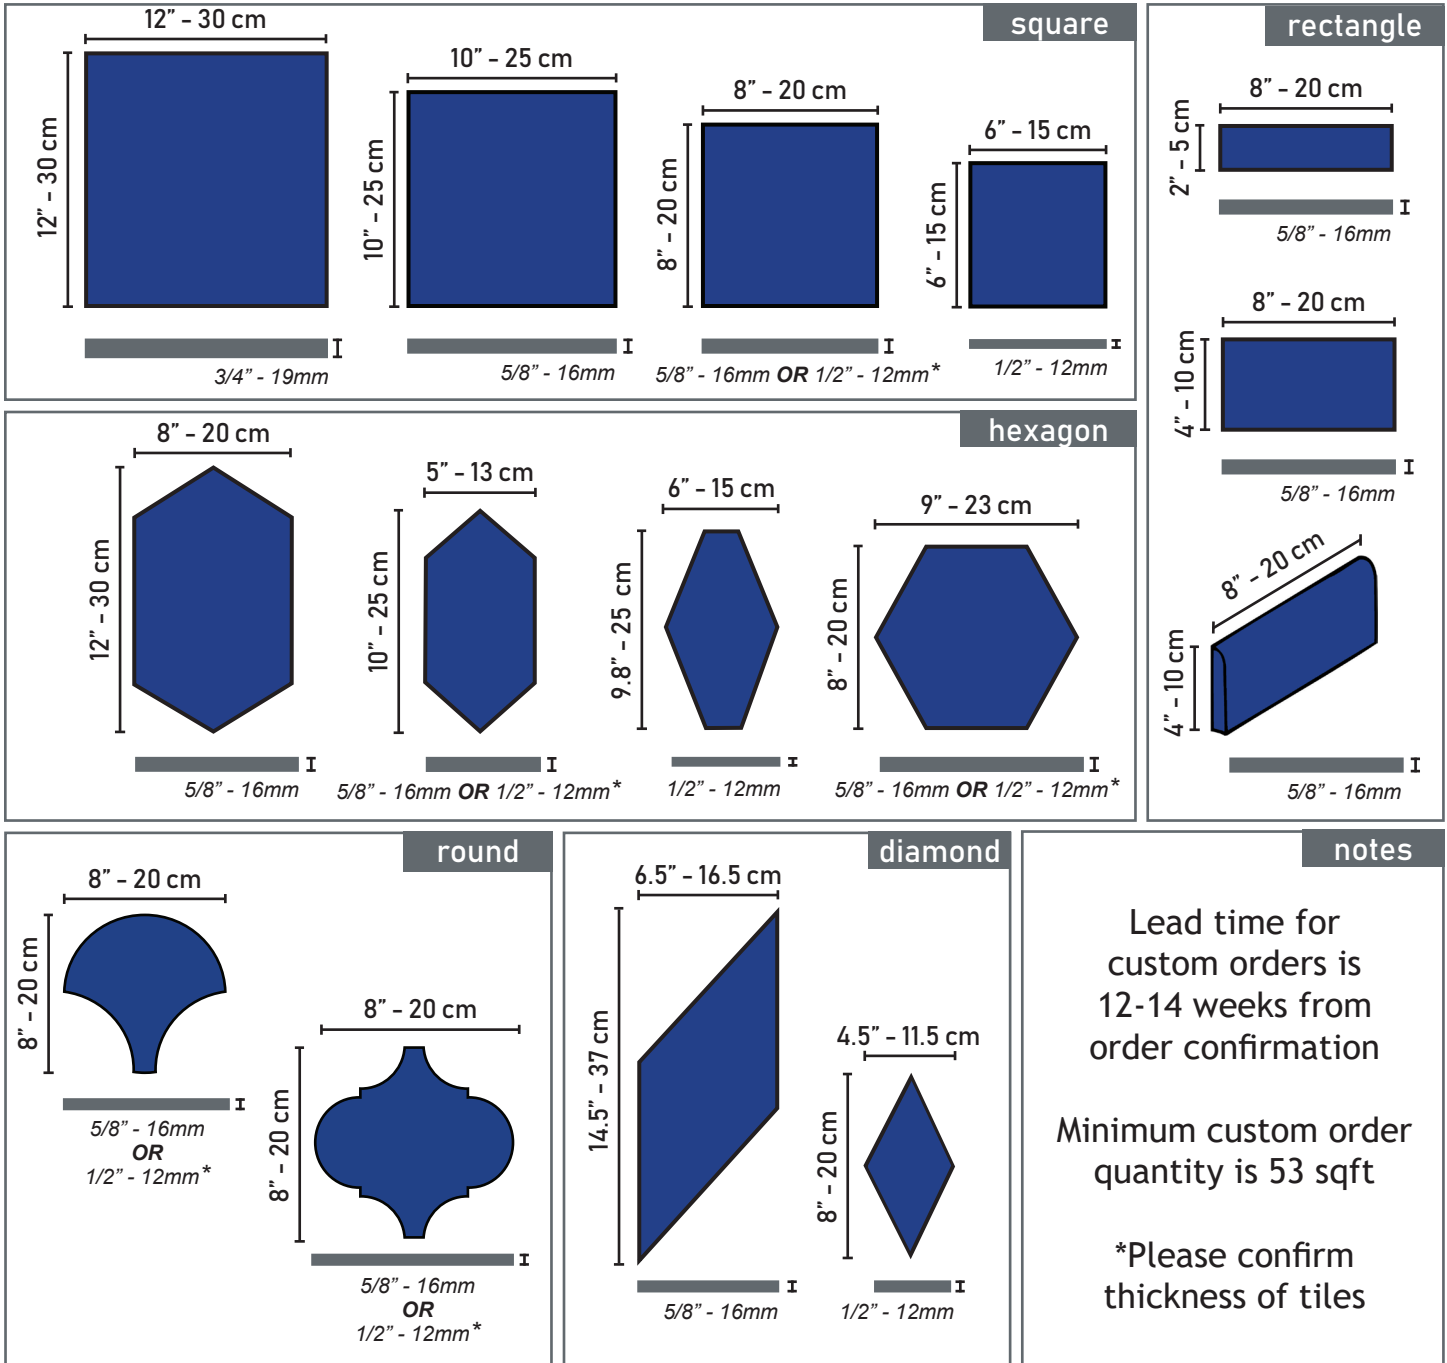 square
12” - 30 cm
12” - 30 cm
3/4” - 19mm
10” - 25 cm
10” - 25 cm
5/8” - 16mm
8” - 20 cm
8” - 20 cm
5/8” - 16mm OR 1/2” - 12mm*
6” - 15 cm
6” - 15 cm
1/2” - 12mm
rectangle
8” - 20 cm
2” - 5 cm
5/8” - 16mm
8” - 20 cm
4” - 10 cm
5/8” - 16mm
8” - 20 cm
4” - 10 cm
5/8” - 16mm
hexagon
8” - 20 cm
12” - 30 cm
5/8” - 16mm
5” - 13 cm
10” - 25 cm
5/8” - 16mm OR 1/2” - 12mm*
6” - 15 cm
9.8” - 25 cm
1/2” - 12mm
9” - 23 cm
8” - 20 cm
5/8” - 16mm OR 1/2” - 12mm*
round
8” - 20 cm
8” - 20 cm
5/8” - 16mm
OR
1/2” - 12mm*
8” - 20 cm
8” - 20 cm
5/8” - 16mm
OR
1/2” - 12mm*
diamond
6.5” - 16.5 cm
14.5” - 37 cm
5/8” - 16mm
4.5” - 11.5 cm
8” - 20 cm
1/2” - 12mm
notes
Lead time for
custom orders is
12-14 weeks from
order confirmation
Minimum custom order
quantity is 53 sqft
*Please confirm
thickness of tiles